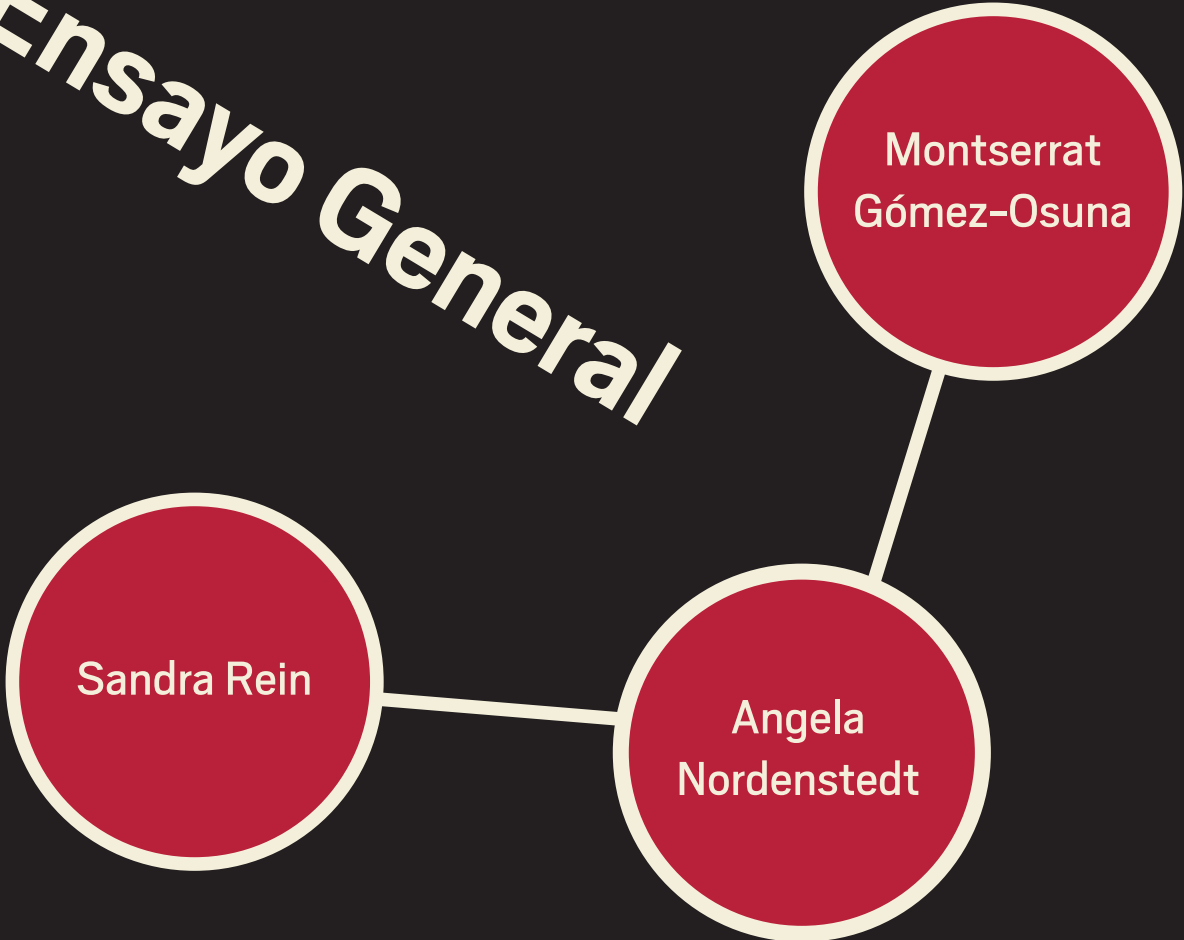 Ensayo General
Montserrat
Gómez-Osuna
Sandra Rein
Angela
Nordenstedt